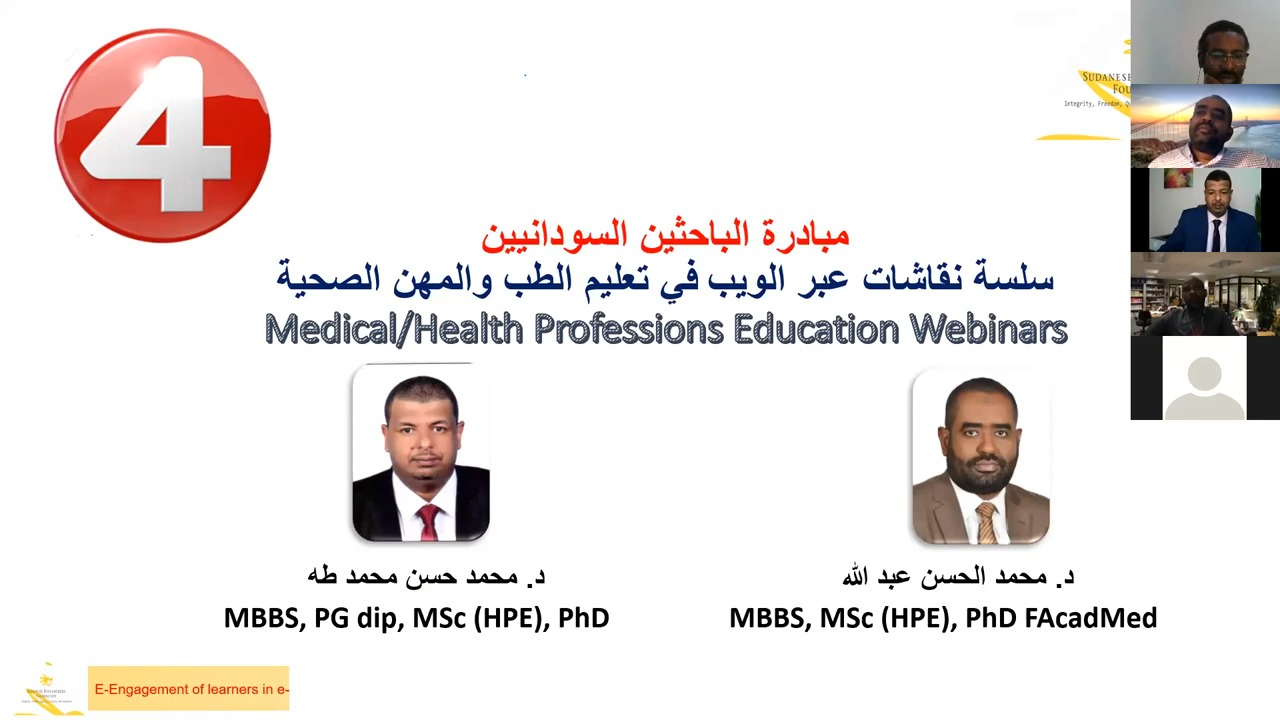 4
SUDANESE
FOU
Integrity, Freedom, Qu
مبادرة الباحثين السودانيين
سلسة نقاشات عبر الويب في تعليم الطب والمهن الصحية
Medical/Health Professions Education Webinars
د. محمد حسن محمد طه
MBBS, PG dip, MSc (HPE), PhD
د. محمد الحسن عبد الله
MBBS, MSc (HPE), PhD FAcadMed
E-Engagement of learners in e-